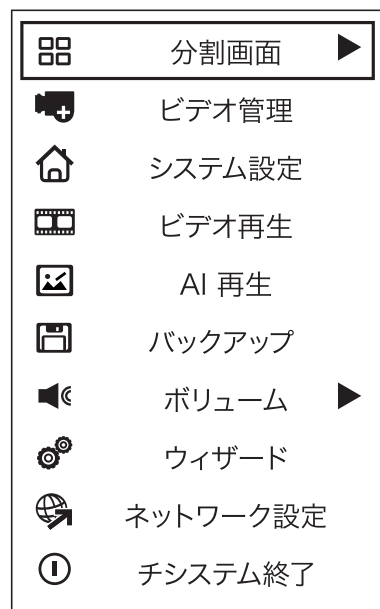 分割画面
ビデオ管理
システム設定
ビデオ再生
AI 再生
バックアップ
ボリューム
ウィザード
ネットワーク設定
チシステム終了